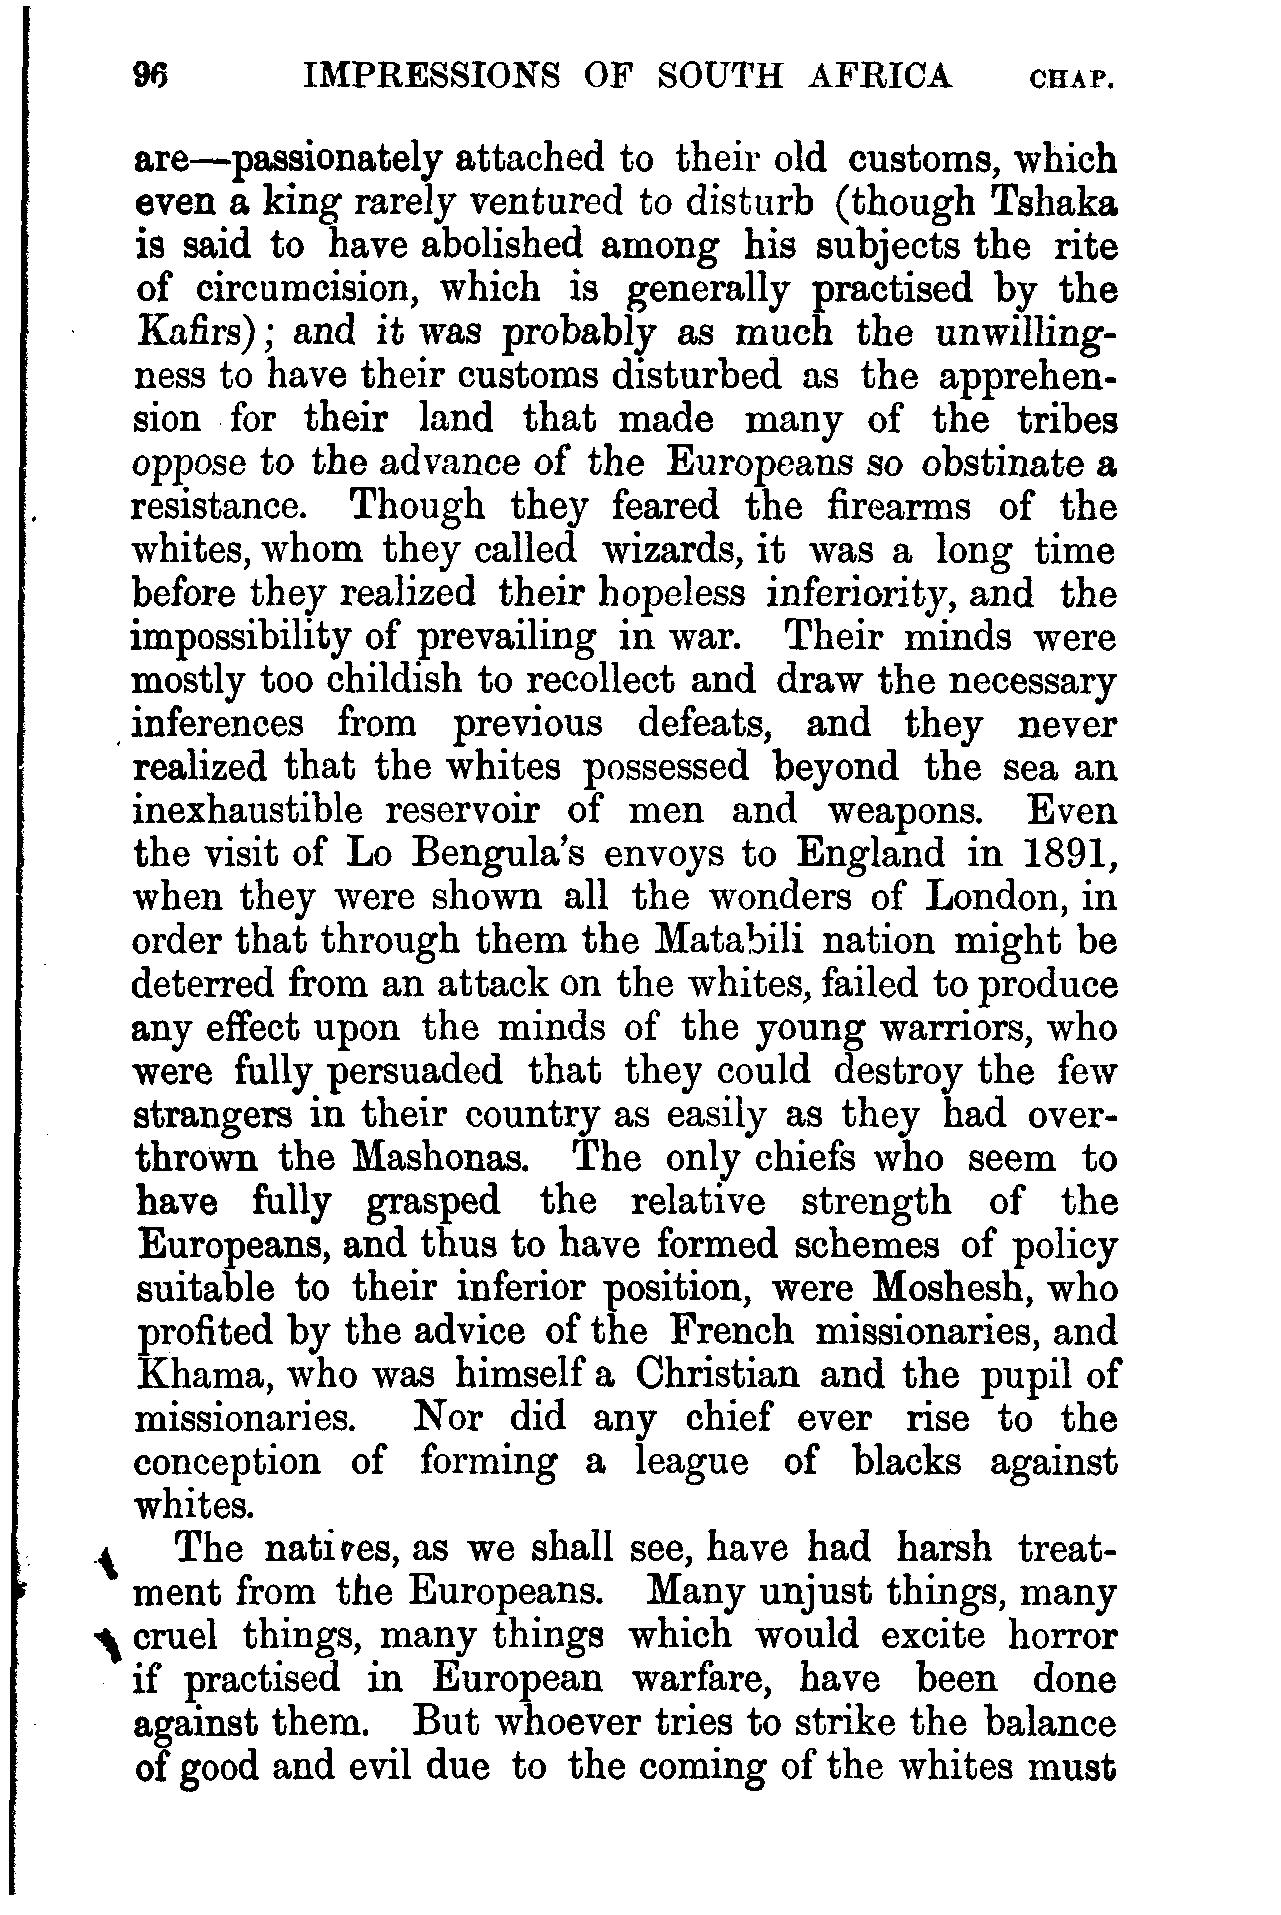 96 IMPRESSIONS OF SOUTH AFRICA CHAP.
are—passionately attached to their old customs, which
even a king rarely ventured to disturb (though Tshaka
is said to have abolished among his subjects the rite
of circumcision, which is generally practised by the
Kafirs); and it was probably as much the unwilling-
ness to have their customs disturbed as the apprehen-
sion for their land that made many of the tribes
oppose to the advance of the Europeans so obstinate a
resistance. Though they feared the firearms of the
whites, whom they called wizards, it was a long time
before they realized their hopeless inferiority, and the
impossibility of prevailing in war. Their minds were
mostly too childish to recollect and draw the necessary
inferences from previous defeats, and they never
realized that the whites possessed beyond the sea an
inexhaustible reservoir of men and weapons. Even
the visit of Lo Bengula's envoys to England in 1891,
when they were shown all the wonders of London, in
order that through them the Matabili nation might be
deterred from an attack on the whites, failed to produce
any effect upon the minds of the young warriors, who
were fully persuaded that they could destroy the few
strangers in their country as easily as they had over-
thrown the Mashonas. The only chiefs who seem to
have fully grasped the relative strength of the
Europeans, and thus to have formed schemes of policy
suitable to their inferior position, were Moshesh, who
profited by the advice of the French missionaries, and
Khama, who was himself a Christian and the pupil of
missionaries. Nor did any chief ever rise to the
conception of forming a league of blacks against
whites.
The natives, as we shall see, have had harsh treat-
ment from the Europeans. Many unjust things, many
cruel things, many things which would excite horror
if practised in European warfare, have been done
against them. But whoever tries to strike the balance
of good and evil due to the coming of the whites must